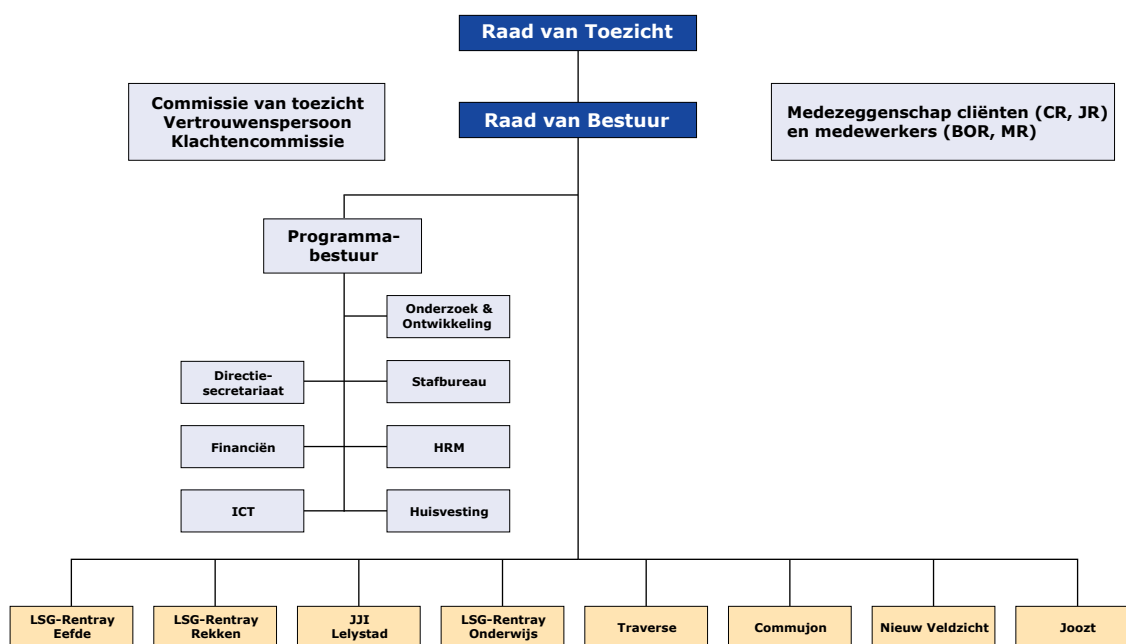 Raad van Toezicht
Commissie van toezicht
Vertrouwenspersoon
Klachtencommissie
Raad van Bestuur
Medezeggenschap cliënten (CR, JR)
en medewerkers (BOR, MR)
Programma-
bestuur
Onderzoek &
Ontwikkeling
Directie-
secretariaat
Stafbureau
Financiën
HRM
ICT
Huisvesting
LSG-Rentray
Eefde
LSG-Rentray
Rekken
JJI
Lelystad
LSG-Rentray
Onderwijs
Traverse
Commujon
Nieuw Veldzicht
Joozt